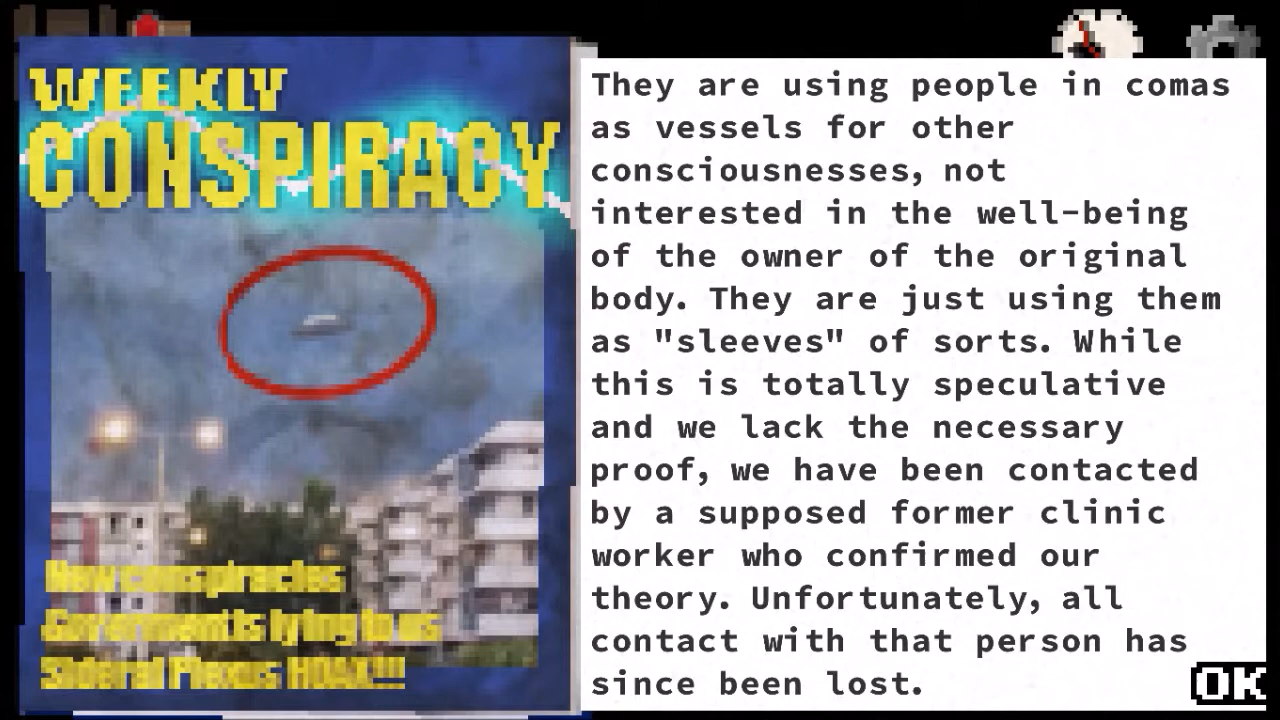 WEEKLY
CONSPIRACY
New conspiracies
Government is lying to us
Sideral Plexus HOAX!!!
They are using people in comas
as vessels for other
consciousnesses, not
interested in the well-being
of the owner of the original
body. They are just using them
as "sleeves" of sorts. While
this is totally speculative
and we lack the necessary
proof, we have been contacted
by a supposed former clinic
worker who confirmed our
theory. Unfortunately, all
contact with that person has
since been lost.
OK